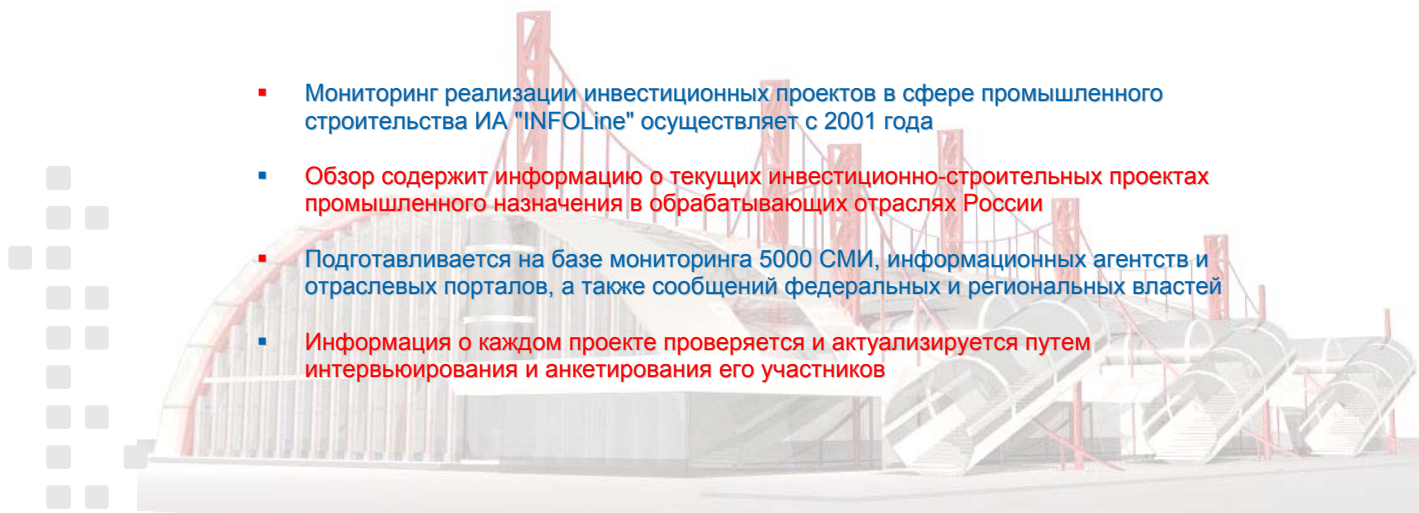 ▪ Мониторинг реализации инвестиционных проектов в сфере промышленного
строительства ИА "INFOLine" осуществляет с 2001 года
▪ Обзор содержит информацию о текущих инвестиционно-строительных проектах
промышленного назначения в обрабатывающих отраслях России
▪ Подготавливается на базе мониторинга 5000 СМИ, информационных агентств и
отраслевых порталов, а также сообщений федеральных и региональных властей
▪ Информация о каждом проекте проверяется и актуализируется путем
интервьюирования и анкетирования его участников